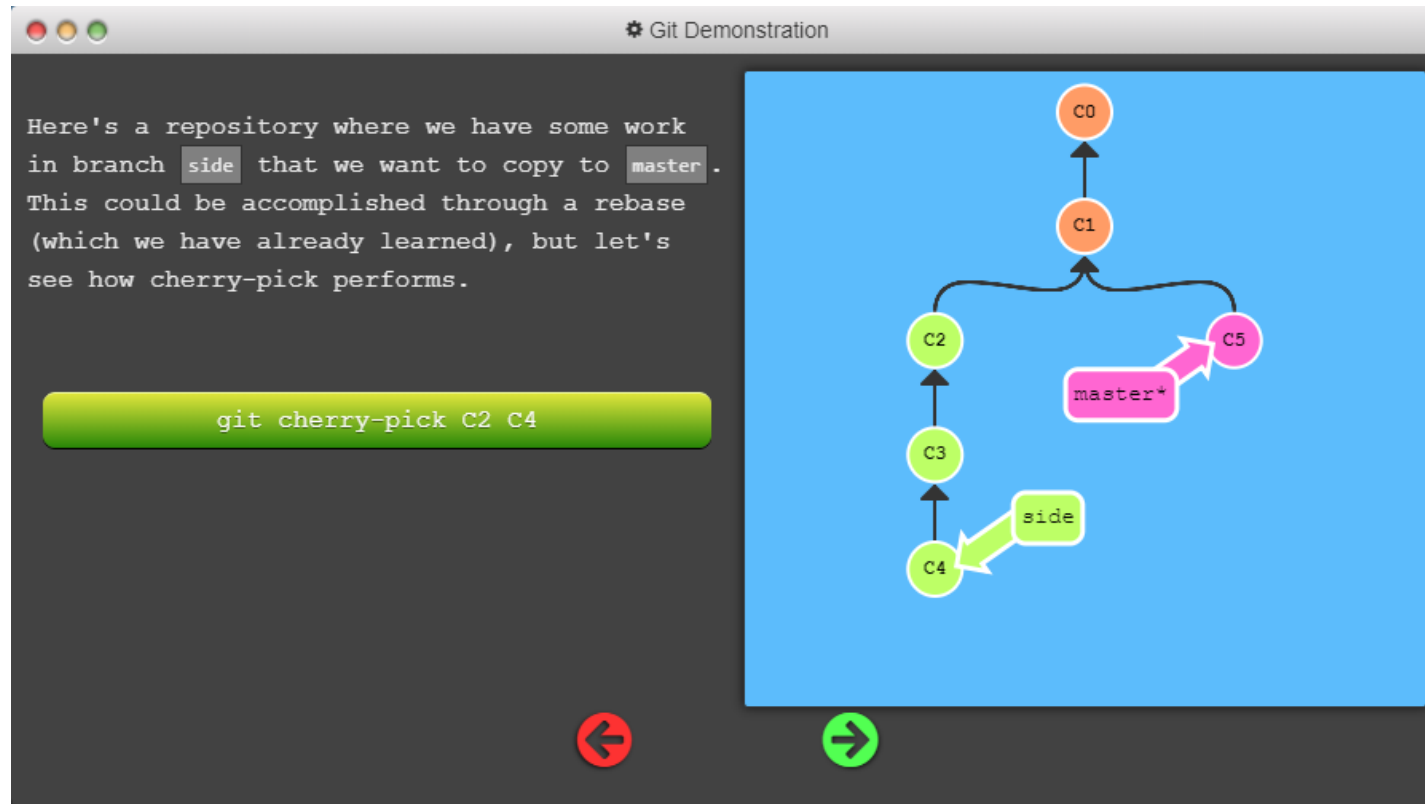 Git Demonstration
Here's a repository where we have some work
in branch side that we want to copy to master.
This could be accomplished through a rebase
(which we have already learned), but let's
see how cherry-pick performs.
git cherry-pick C2 C4
C0
C1
C2
C5
master*
C3
side
C4